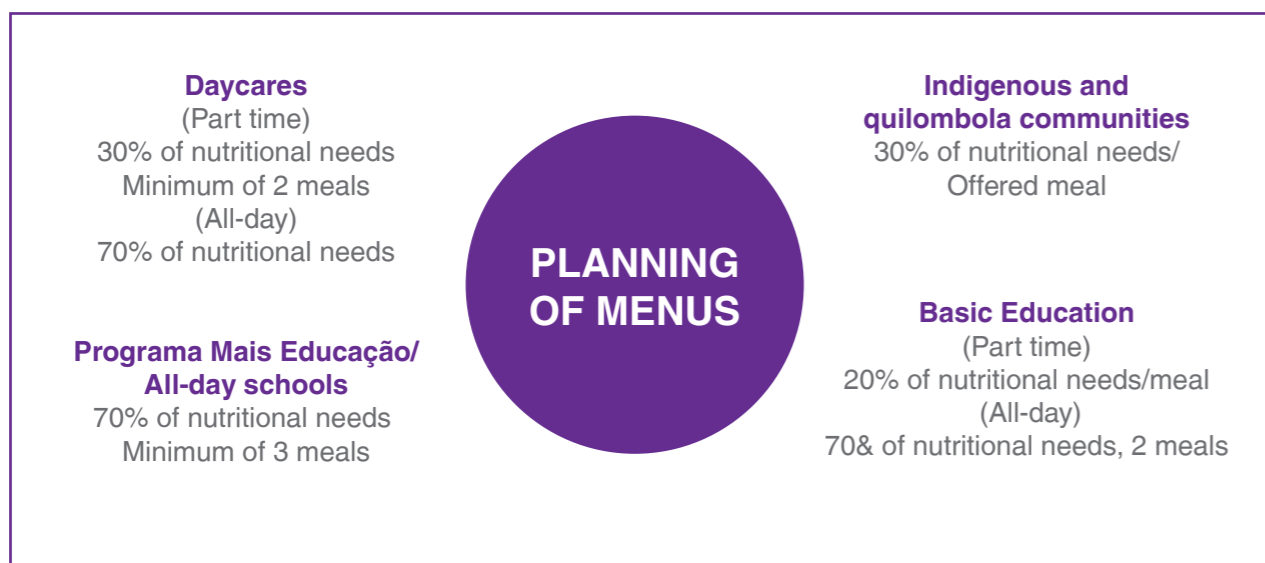 Daycares
(Part time)
30% of nutritional needs
Minimum of 2 meals
(All-day)
70% of nutritional needs
Programa Mais Educação/
All-day schools
70% of nutritional needs
Minimum of 3 meals
PLANNING
OF MENUS
Indigenous and
quilombola communities
30% of nutritional needs/
Offered meal
Basic Education
(Part time)
20% of nutritional needs/meal
(All-day)
70& of nutritional needs, 2 meals